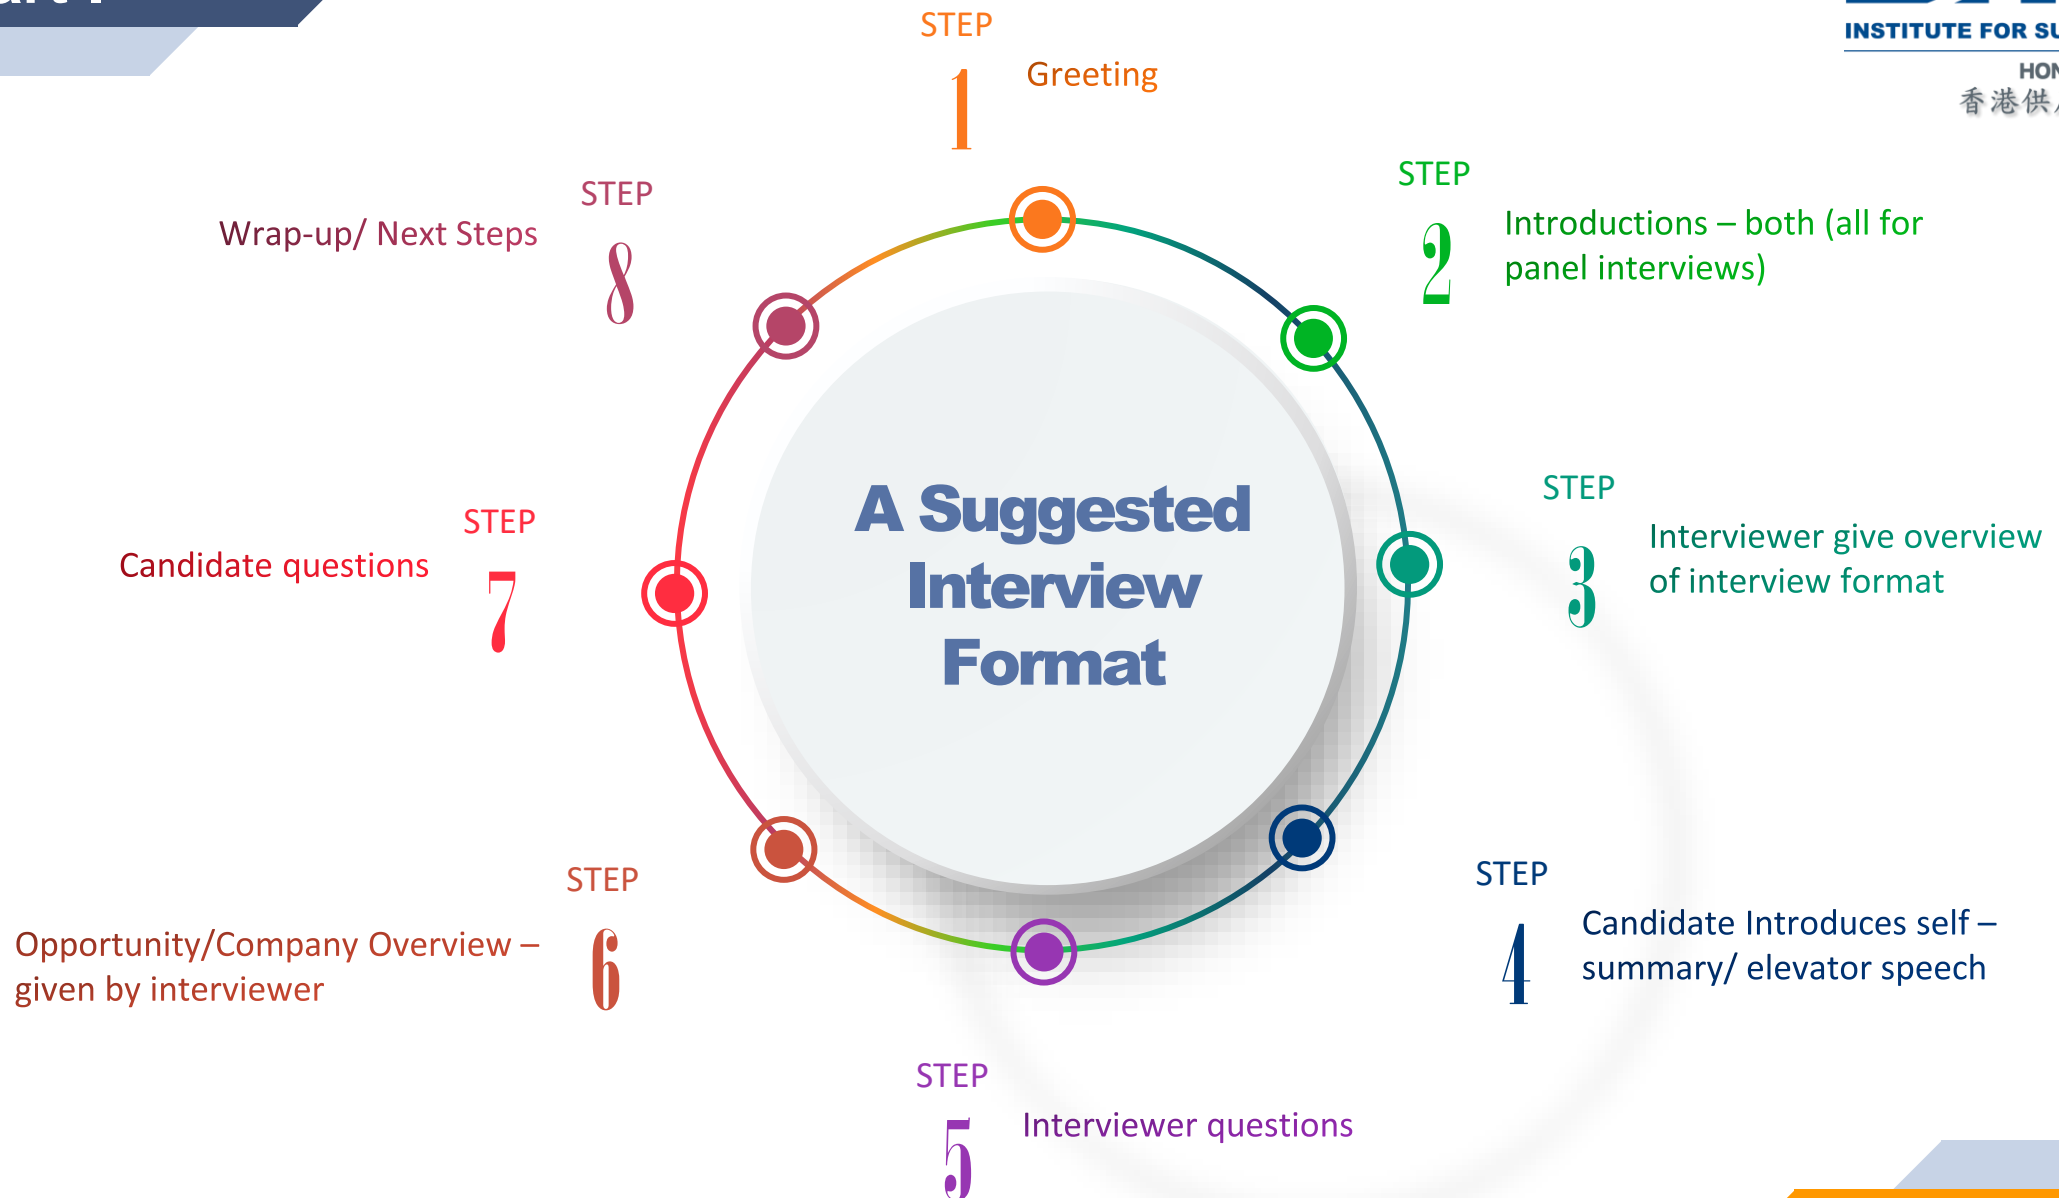 STEP
1
Greeting
STEP
2
Introductions – both (all for
panel interviews)
STEP
3
Interviewer give overview
of interview format
STEP
4
Candidate Introduces self –
summary/ elevator speech
STEP
5
Interviewer questions
STEP
6
Opportunity/Company Overview –
given by interviewer
STEP
7
Candidate questions
STEP
8
Wrap-up/ Next Steps
A Suggested
Interview
Format
INSTITUTE FOR
香港供